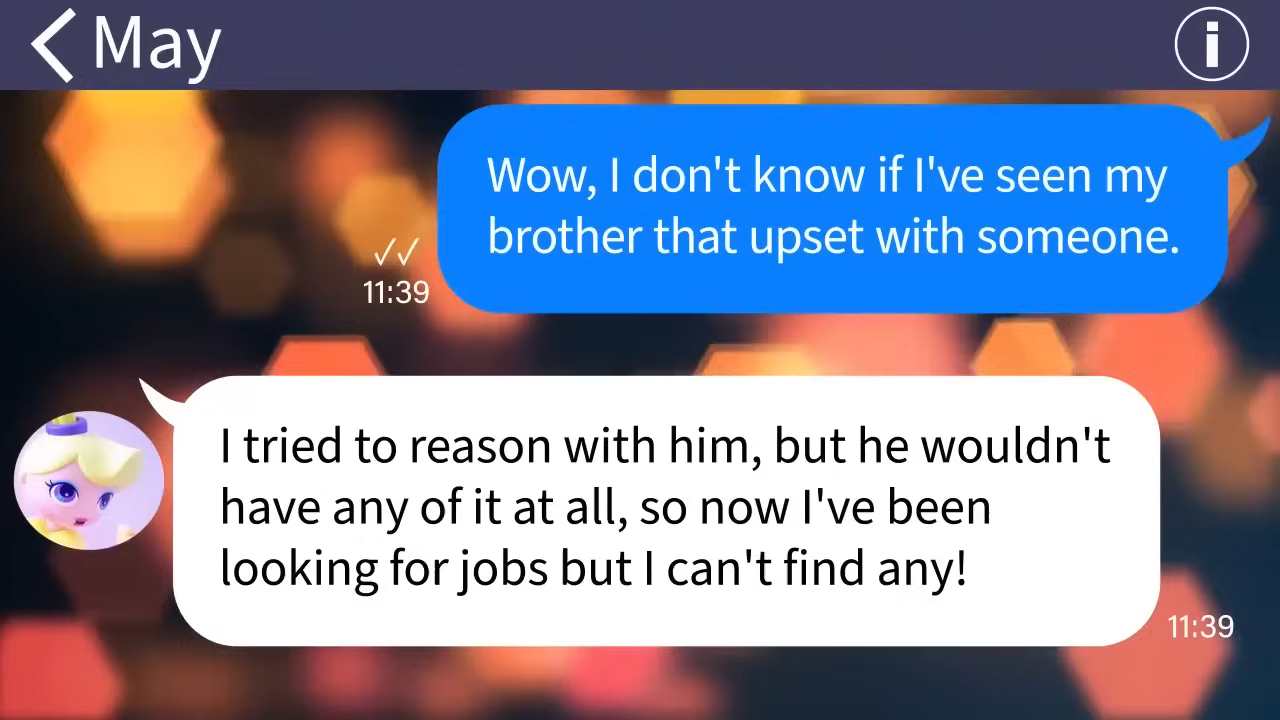 May
Wow, I don't know if I've seen my
brother that upset with someone.
11:39
I tried to reason with him, but he wouldn't
have any of it at all, so now I've been
looking for jobs but I can't find any!
11:39